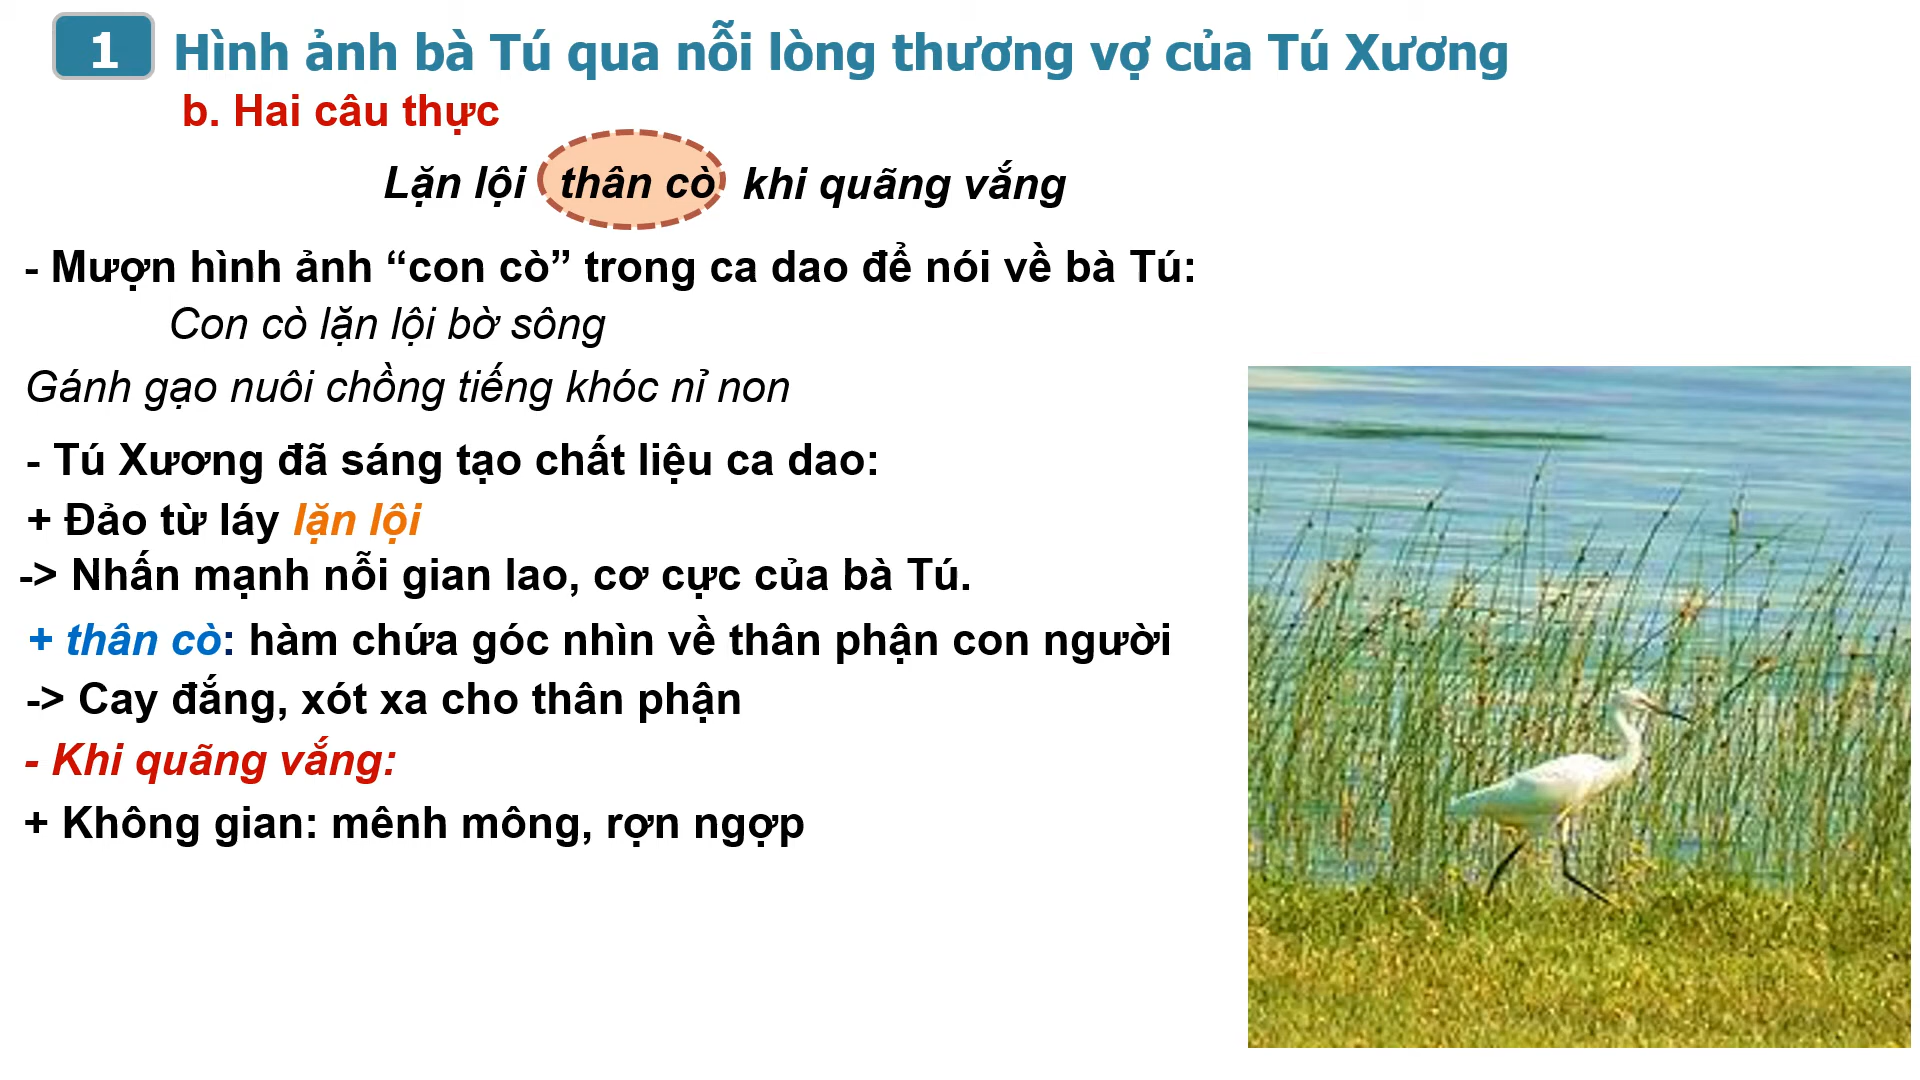 1 Hình ảnh bà Tú qua nỗi lòng thương vợ của Tú Xương
b. Hai câu thực
Lặn lội thân cò khi quãng vắng
- Mượn hình ảnh “con cò” trong ca dao để nói về bà Tú:
Con cò lặn lội bờ sông
Gánh gạo nuôi chồng tiếng khóc nỉ non
- Tú Xương đã sáng tạo chất liệu ca dao:
+ Đảo từ láy lặn lội
-> Nhấn mạnh nỗi gian lao, cơ cực của bà Tú.
+ thân cò: hàm chứa góc nhìn về thân phận con người
-> Cay đắng, xót xa cho thân phận
- Khi quãng vắng:
+ Không gian: mênh mông, rợn ngợp